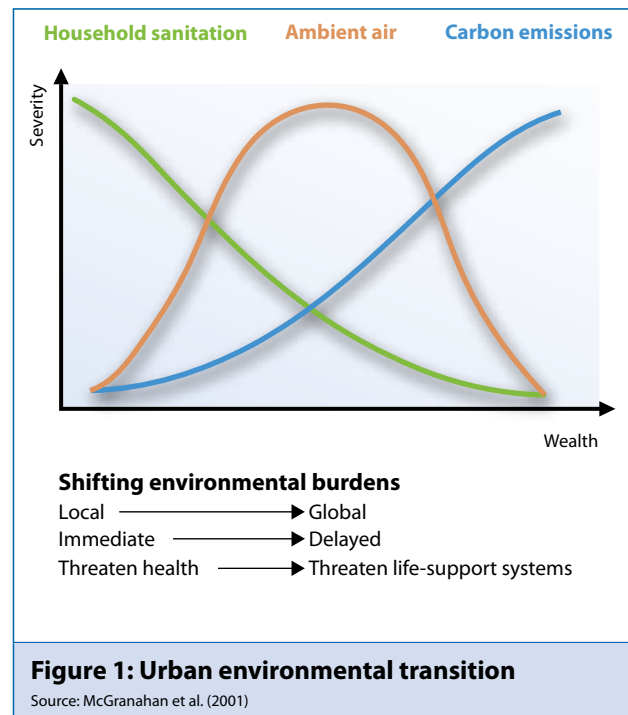 Household sanitation Ambient air Carbon emissions
Severity
Wealth
Shifting environmental burdens
Local Global
Immediate Delayed
Threaten health Threaten life-support systems
Figure 1: Urban environmental transition
Source: McGranahan et al. (2001)